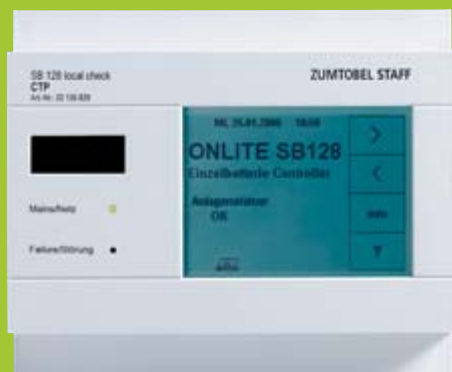 SB 128 local check
CTP
ZUMTOBEL STAFF
ONLITE SB128
Einzelbatterie Controller
Anlagenstatus:
OK
Mains/Netz
Failure/Störung
>
<
info
?